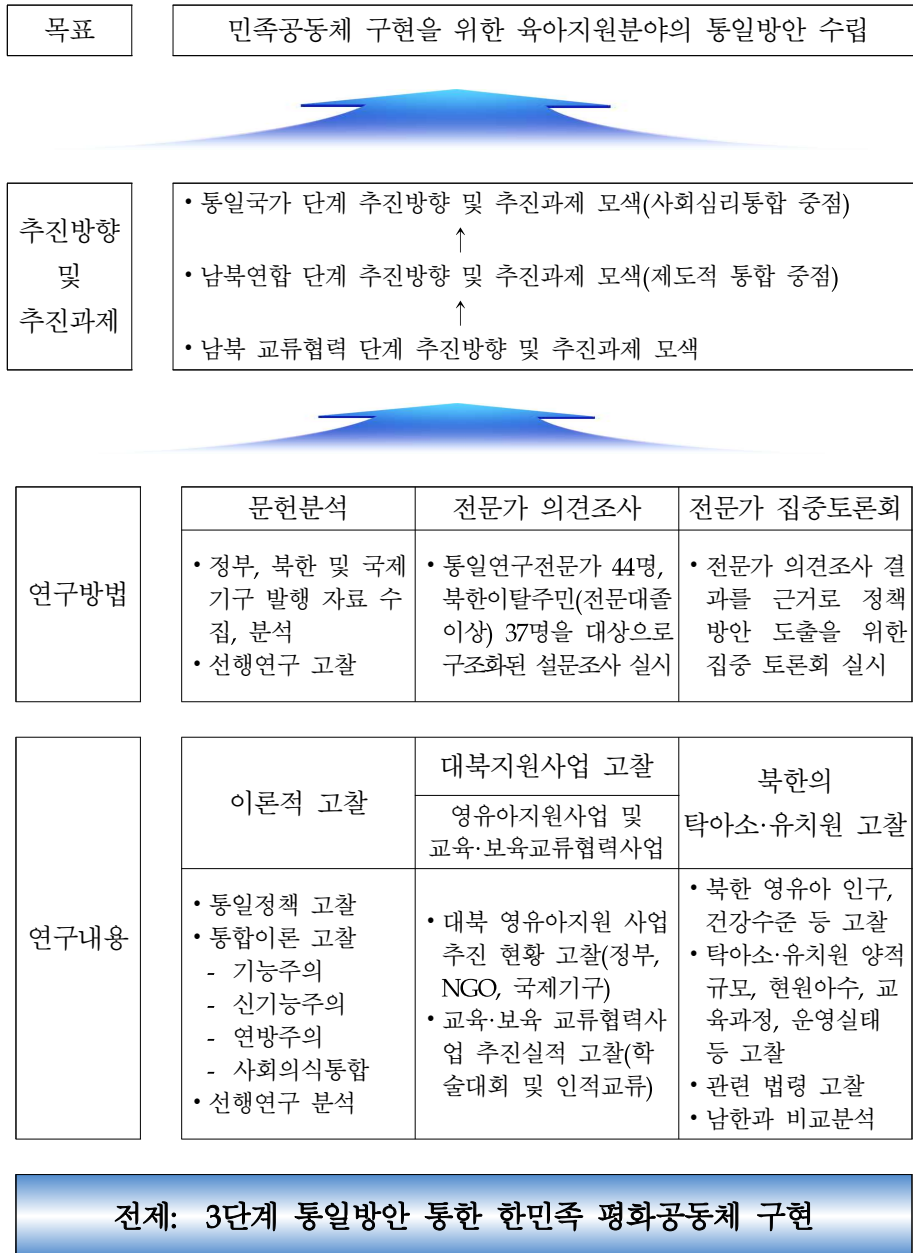 목표
민족공동체 구현을 위한 육아지원분야의 통일방안 수립
추진방향
및
추진과제
• 통일국가 단계 추진방향 및 추진과제 모색(사회심리통합 중점)
↑
• 남북연합 단계 추진방향 및 추진과제 모색(제도적 통합 중점)
↑
• 남북 교류협력 단계 추진방향 및 추진과제 모색
연구방법
문헌분석
• 정부, 북한 및 국제
기구 발행 자료 수
집, 분석
• 선행연구 고찰
전문가 의견조사
• 통일연구전문가 44명,
북한이탈주민(전문대졸
이상) 37명을 대상으로
구조화된 설문조사 실시
전문가 집중토론회
• 전문가 의견조사 결
과를 근거로 정책
방안 도출을 위한
집중 토론회 실시
연구내용
이론적 고찰
• 통일정책 고찰
• 통합이론 고찰
- 기능주의
- 신기능주의
- 연방주의
- 사회의식통합
• 선행연구 분석
대북지원사업 고찰
영유아지원사업 및
교육·보육교류협력사업
• 대북 영유아지원 사업
추진 현황 고찰(정부,
NGO, 국제기구)
• 교육·보육 교류협력사
업 추진실적 고찰(학
술대회 및 인적교류)
북한의
탁아소·유치원 고찰
• 북한 영유아 인구,
건강수준 등 고찰
• 탁아소·유치원 양적
규모, 현원아수, 교
육과정, 운영실태
등 고찰
• 관련 법령 고찰
• 남한과 비교분석
전제: 3단계 통일방안 통한 한민족 평화공동체 구현